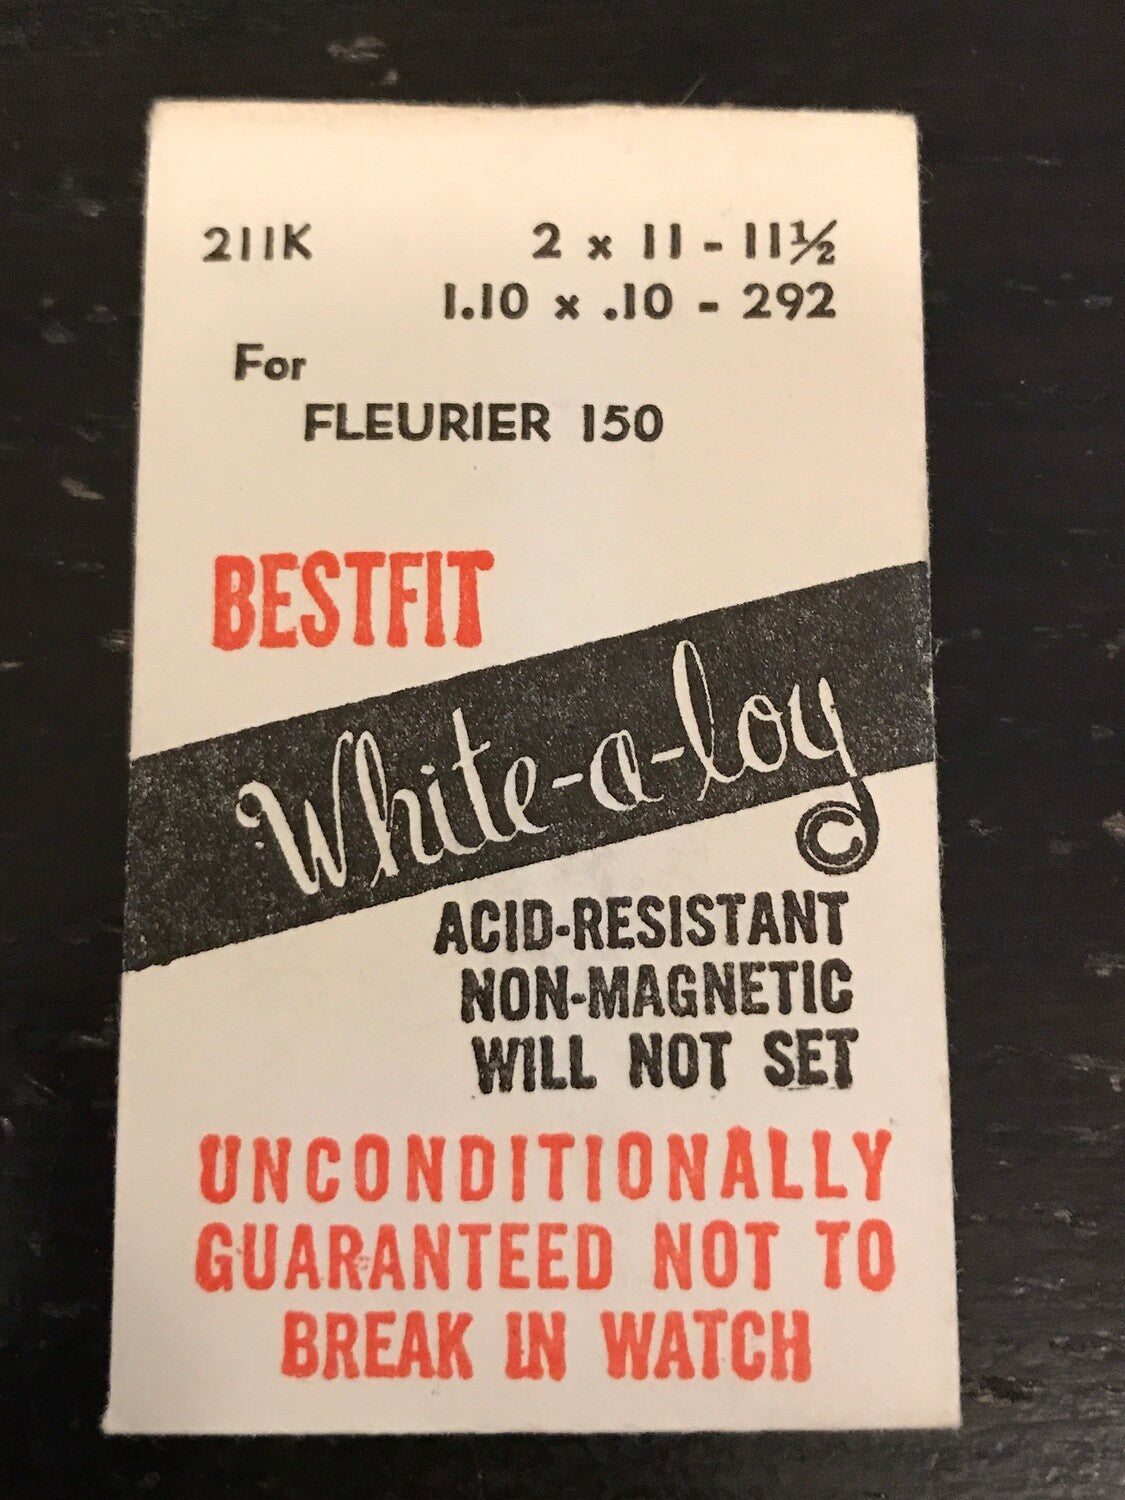 211K 2 x 11 - 11½
1.10 x .10 - 292
For
FLEURIER 150
BESTFIT
White-a-loy
©
ACID-RESISTANT
NON-MAGNETIC
WILL NOT SET
UNCONDITIONALLY
GUARANTEED NOT TO
BREAK IN WATCH